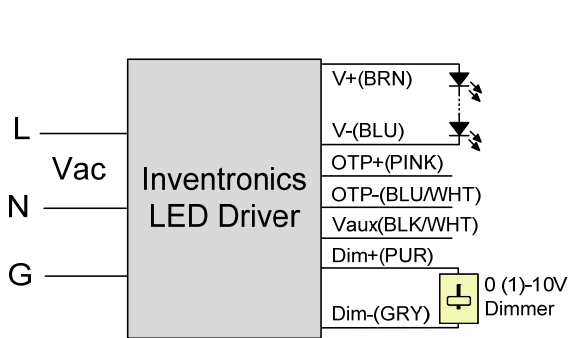 L
Vac
N
G
Inventronics
LED Driver
V+(BRN)
V-(BLU)
OTP+(PINK)
OTP-(BLU/WHT)
Vaux(BLK/WHT)
Dim+(PUR)
Dim-(GRY)
0 (1)-10V
Dimmer